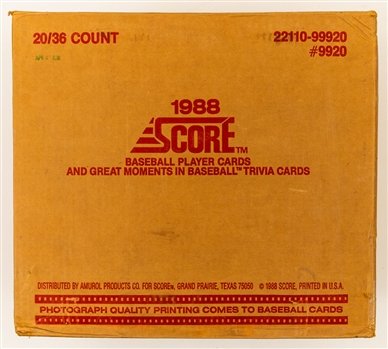 20/36 COUNT
22110-99920
#9920
1988
SCORE™
BASEBALL PLAYER CARDS
AND GREAT MOMENTS IN BASEBALL™ TRIVIA CARDS
DISTRIBUTED BY AMUROL PRODUCTS CO. FOR SCORE®, GRAND PRAIRIE, TEXAS 75050 © 1988 SCORE, PRINTED IN U.S.A.
PHOTOGRAPH QUALITY PRINTING COMES TO BASEBALL CARDS